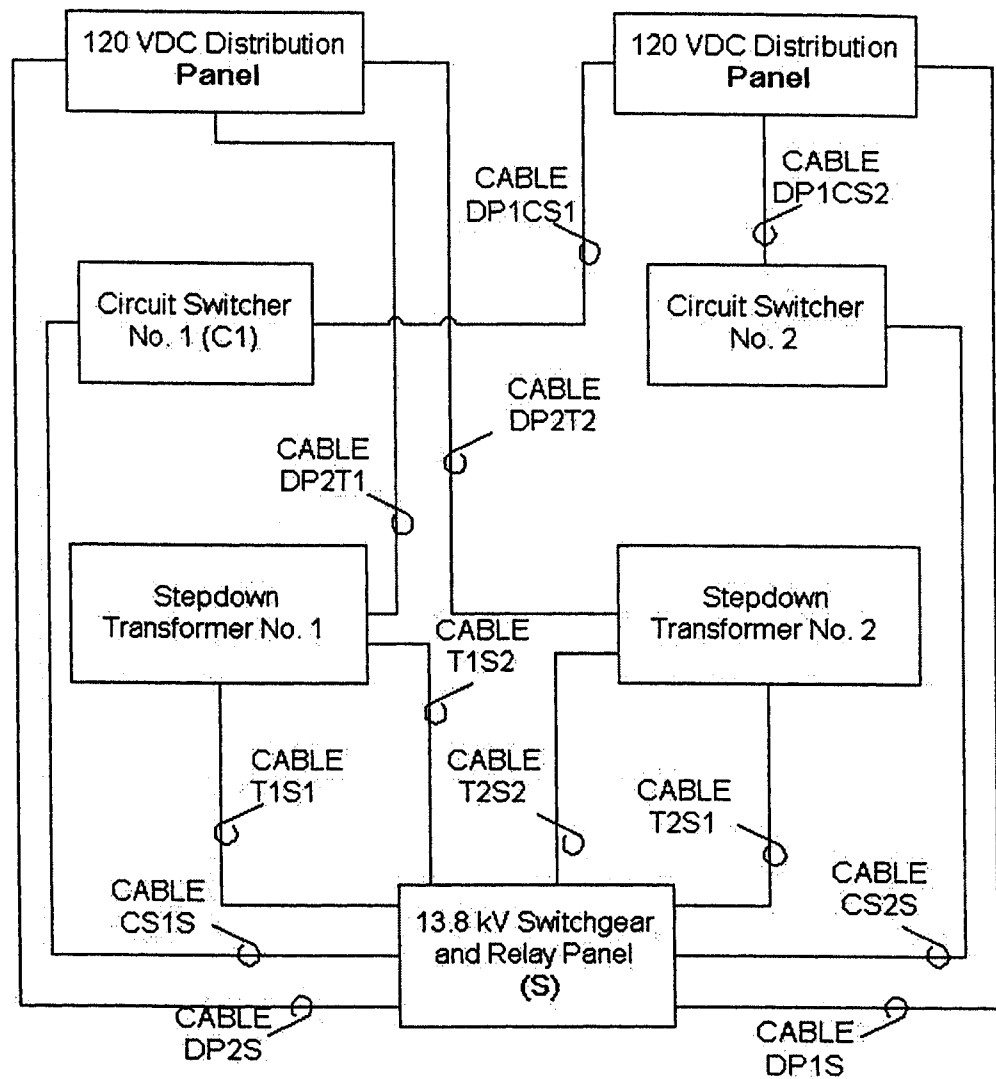 120 VDC Distribution
Panel
120 VDC Distribution
Panel
CABLE
DP1CS1
CABLE
DP1CS2
Circuit Switcher
No. 1 (C1)
Circuit Switcher
No. 2
CABLE
DP2T2
CABLE
DP2T1
Stepdown
Transformer No. 1
Stepdown
Transformer No. 2
CABLE
T1S2
CABLE
T1S1
CABLE
T2S2
CABLE
T2S1
CABLE
CS1S
CABLE
CS2S
13.8 kV Switchgear
and Relay Panel
(S)
CABLE
DP2S
CABLE
DP1S